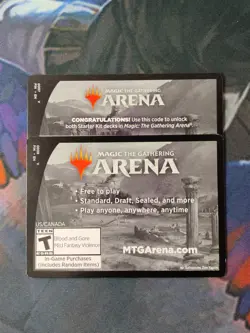 MAGIC THE GATHERING
ARENA
CONGRATULATIONS! Use this code to unlock
both Starter Kit decks in Magic: The Gathering Arena.
MAGIC THE GATHERING
ARENA
• Free to play
• Standard, Draft, Sealed, and more
• Play anyone, anywhere, anytime
US/CANADA
TEEN
T
Blood and Gore
Mild Fantasy Violence
In-Game Purchases
(Includes Random Items)
MTGArena.com